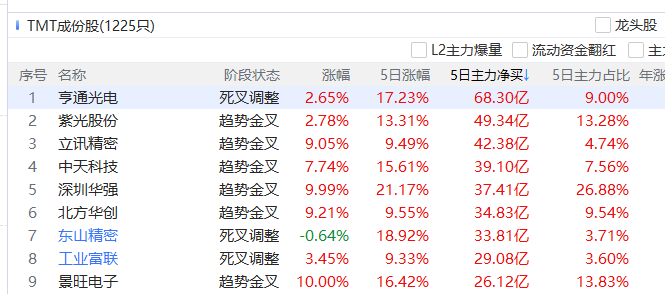 TMT成份股(1225只) 龙头股
L2主力爆量 流动资金翻红 主
序号 名称 阶段状态 涨幅 5日涨幅 5日主力净买↓ 5日主力占比 年涨
1 亨通光电 死叉调整 2.65% 17.23% 68.30亿 9.00%
2 紫光股份 趋势金叉 2.78% 13.31% 49.34亿 13.28%
3 立讯精密 趋势金叉 9.05% 9.49% 42.38亿 4.74%
4 中天科技 趋势金叉 7.74% 15.61% 39.10亿 7.56%
5 深圳华强 趋势金叉 9.99% 21.17% 37.41亿 26.88%
6 北方华创 趋势金叉 9.21% 9.55% 34.83亿 9.54%
7 东山精密 死叉调整 -0.64% 18.92% 33.81亿 3.71%
8 工业富联 死叉调整 3.45% 9.33% 29.08亿 3.60%
9 景旺电子 趋势金叉 10.00% 16.42% 26.12亿 13.83%